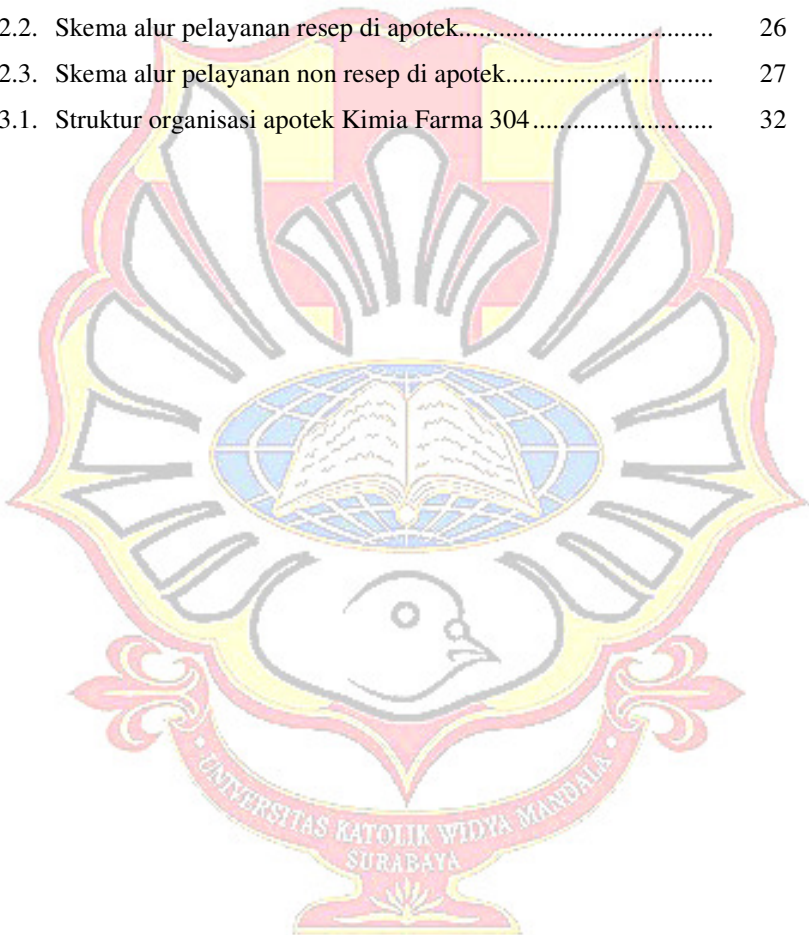 2.2. Skema alur pelayanan resep di apotek...................................... 26
2.3. Skema alur pelayanan non resep di apotek............................... 27
3.1. Struktur organisasi apotek Kimia Farma 304........................... 32
UNIVERSITAS KATOLIK WIDYA MANDALA
SURABAYA